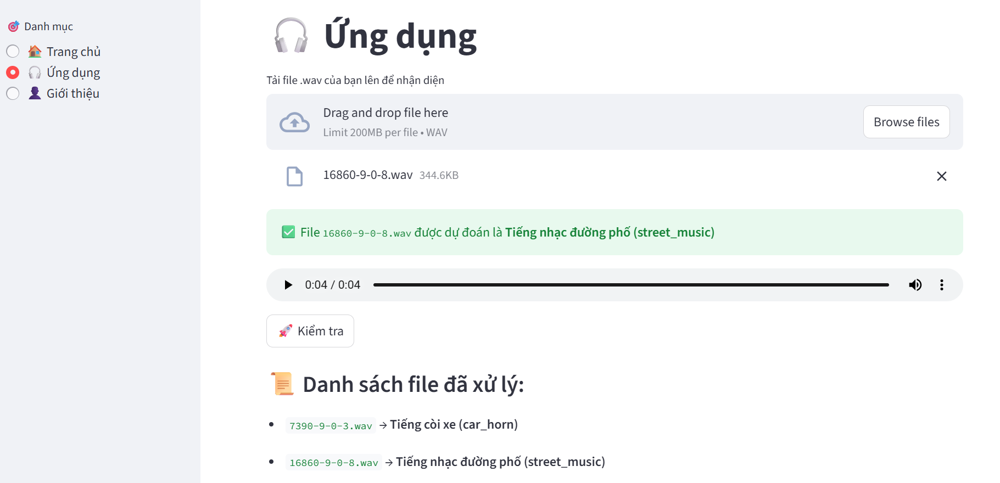 🎯 Danh mục
🏠 Trang chủ
🎧 Ứng dụng
👤 Giới thiệu
🎧 Ứng dụng
Tải file .wav của bạn lên để nhận diện
Drag and drop file here
Limit 200MB per file • WAV
Browse files
16860-9-0-8.wav 344.6KB
✅ File 16860-9-0-8.wav được dự đoán là Tiếng nhạc đường phố (street_music)
0:04 / 0:04
🚀 Kiểm tra
📜 Danh sách file đã xử lý:
• 7390-9-0-3.wav → Tiếng còi xe (car_horn)
• 16860-9-0-8.wav → Tiếng nhạc đường phố (street_music)